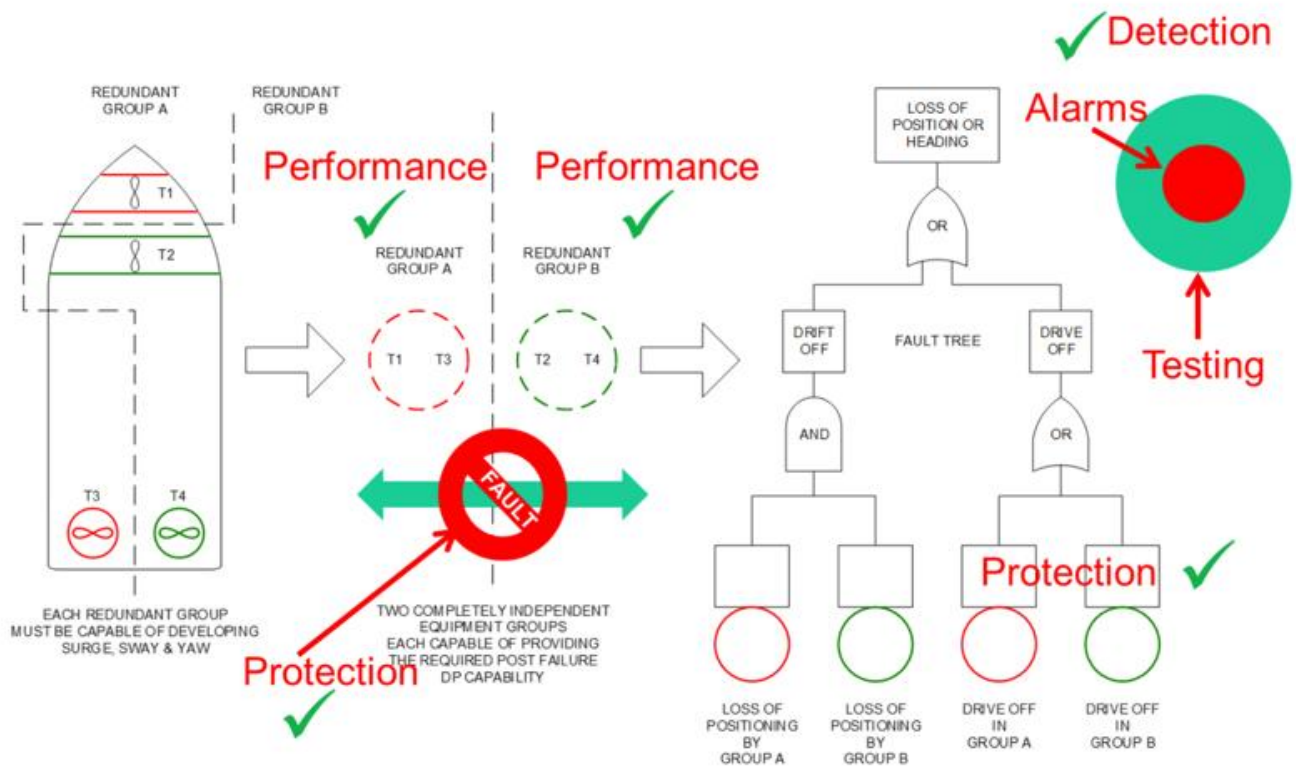 Detection
Alarms
Testing
REDUNDANT
GROUP A
REDUNDANT
GROUP B
T1
T2
T3
T4
EACH REDUNDANT GROUP
MUST BE CAPABLE OF DEVELOPING
SURGE, SWAY & YAW
Performance
Performance
REDUNDANT
GROUP A
REDUNDANT
GROUP B
T1 T3
T2 T4
FAULT
TWO COMPLETELY INDEPENDENT
EQUIPMENT GROUPS
EACH CAPABLE OF PROVIDING
THE REQUIRED POST FAILURE
DP CAPABILITY
Protection
LOSS OF
POSITION OR
HEADING
OR
DRIFT
OFF
FAULT TREE
DRIVE
OFF
AND
OR
Protection
LOSS OF
POSITIONING
BY
GROUP A
LOSS OF
POSITIONING
BY
GROUP B
DRIVE OFF
IN
GROUP A
DRIVE OFF
IN
GROUP B